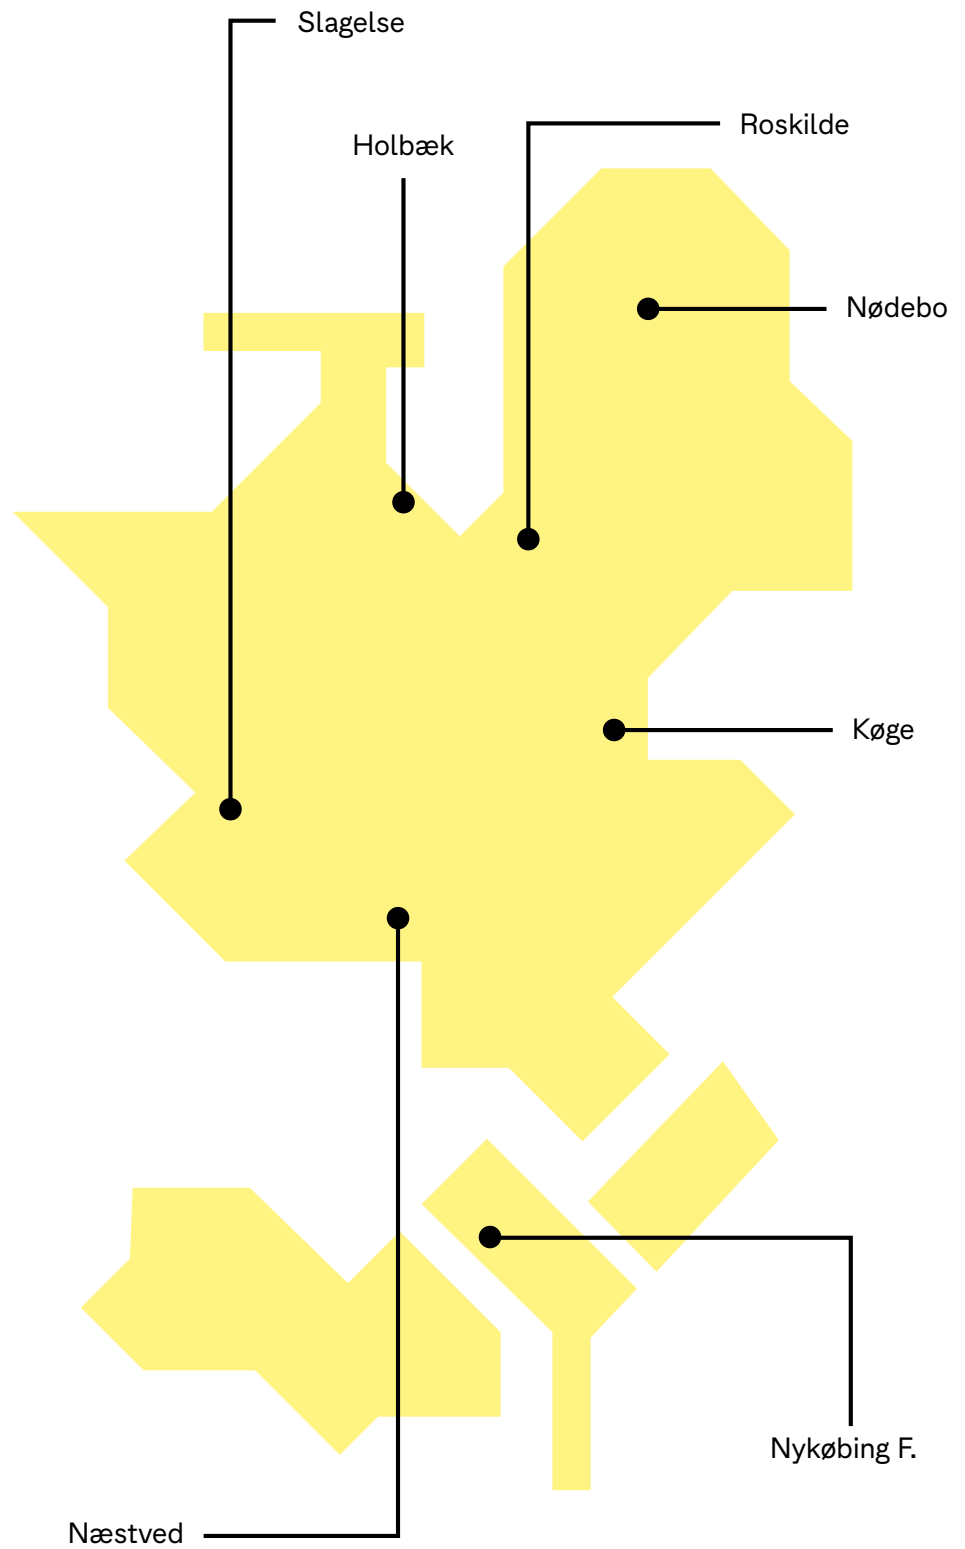 Slagelse
Roskilde
Holbæk
Nødebo
Køge
Nykøbing F.
Næstved